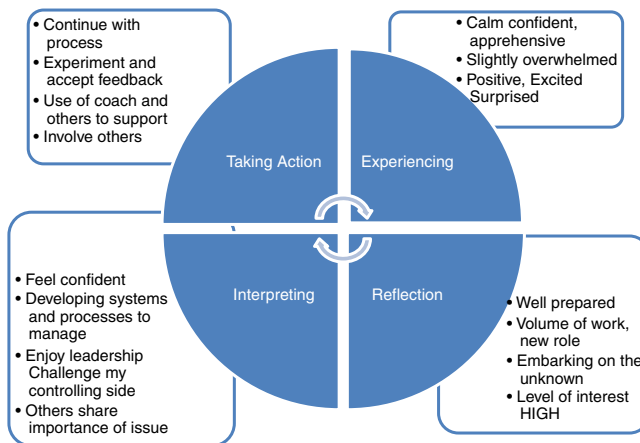 • Continue with
process
• Experiment and
accept feedback
• Use of coach and
others to support
• Involve others
• Calm confident,
apprehensive
• Slightly overwhelmed
• Positive, Excited
Surprised
Taking Action
Experiencing
Interpreting
Reflection
• Feel confident
• Developing systems
and processes to
manage
• Enjoy leadership
Challenge my
controlling side
• Others share
importance of issue
• Well prepared
• Volume of work,
new role
• Embarking on the
unknown
• Level of interest
HIGH